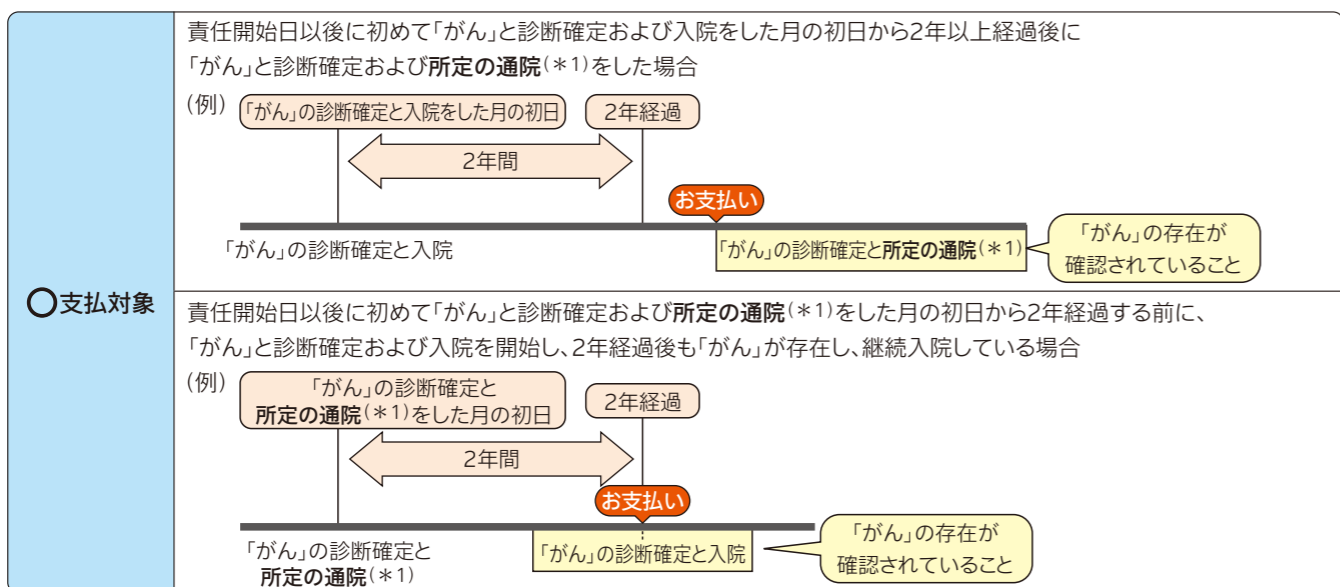 〇支払対象
責任開始日以後に初めて「がん」と診断確定および入院をした月の初日から2年以上経過後に
「がん」と診断確定および所定の通院(＊1)をした場合
(例)
「がん」の診断確定と入院をした月の初日
2年経過
2年間
お支払い
「がん」の診断確定と入院
「がん」の診断確定と所定の通院(＊1)
「がん」の存在が
確認されていること
責任開始日以後に初めて「がん」と診断確定および所定の通院(＊1)をした月の初日から2年経過する前に、
「がん」と診断確定および入院を開始し、2年経過後も「がん」が存在し、継続入院している場合
(例)
「がん」の診断確定と
所定の通院(＊1)をした月の初日
2年経過
2年間
お支払い
「がん」の診断確定と
所定の通院(＊1)
「がん」の診断確定と入院
「がん」の存在が
確認されていること